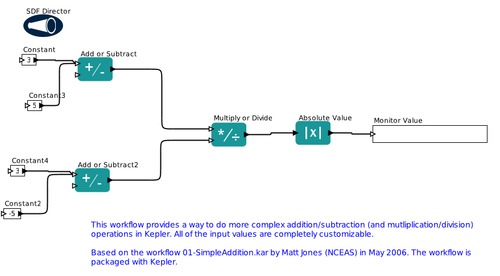 SDF Director
Constant
3
Add or Subtract
+/-
Constant3
5
Multiply or Divide
*/÷
Absolute Value
|x|
Monitor Value
Constant4
3
Add or Subtract2
+/-
Constant2
-5
This workflow provides a way to do more complex addition/subtraction (and mutliplication/division)
operations in Kepler. All of the input values are completely customizable.
Based on the workflow 01-SimpleAddition.kar by Matt Jones (NCEAS) in May 2006. The workflow is
packaged with Kepler.